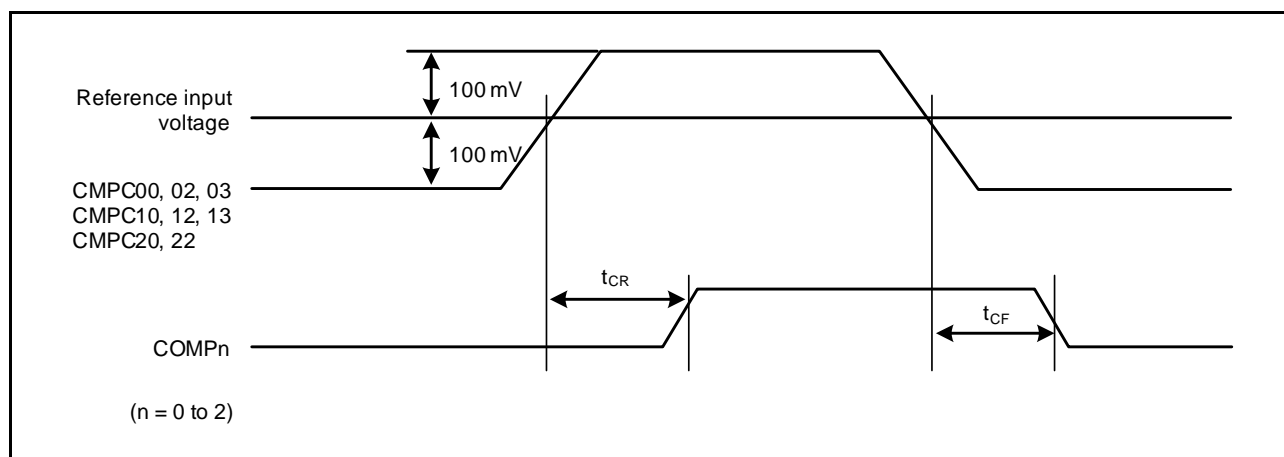 100 mV
Reference input
voltage
100 mV
CMPC00, 02, 03
CMPC10, 12, 13
CMPC20, 22
tCR
tCF
COMPn
(n = 0 to 2)